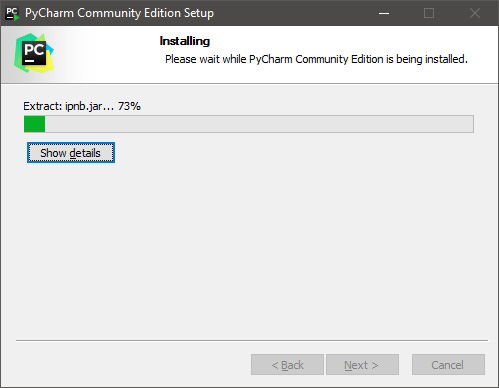 PC PyCharm Community Edition Setup
PC
Installing
Please wait while PyCharm Community Edition is being installed.
Extract: ipnb.jar... 73%
Show details
< Back Next > Cancel